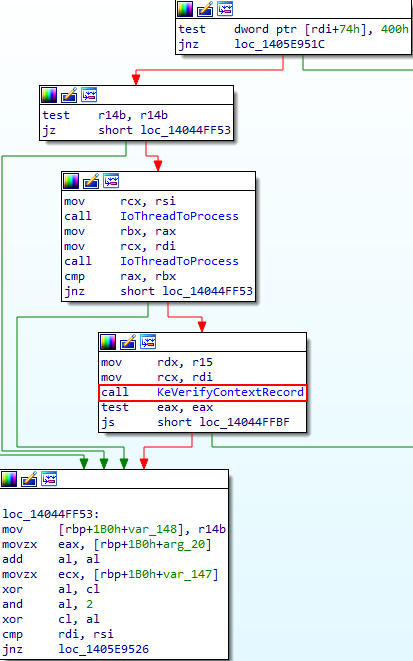 test    dword ptr [rdi+74h], 400h
jnz     loc_1405E951C
test    r14b, r14b
jz      short loc_14044FF53
mov     rcx, rsi
call    IoThreadToProcess
mov     rbx, rax
mov     rcx, rdi
call    IoThreadToProcess
cmp     rax, rbx
jnz     short loc_14044FF53
mov     rdx, r15
mov     rcx, rdi
call    KeVerifyContextRecord
test    eax, eax
js      short loc_14044FFBF
loc_14044FF53:
mov     [rbp+1B0h+var_148], r14b
movzx   eax, [rbp+1B0h+arg_20]
add     al, al
movzx   ecx, [rbp+1B0h+var_147]
xor     al, cl
and     al, 2
xor     cl, al
cmp     rdi, rsi
jnz     loc_1405E9526